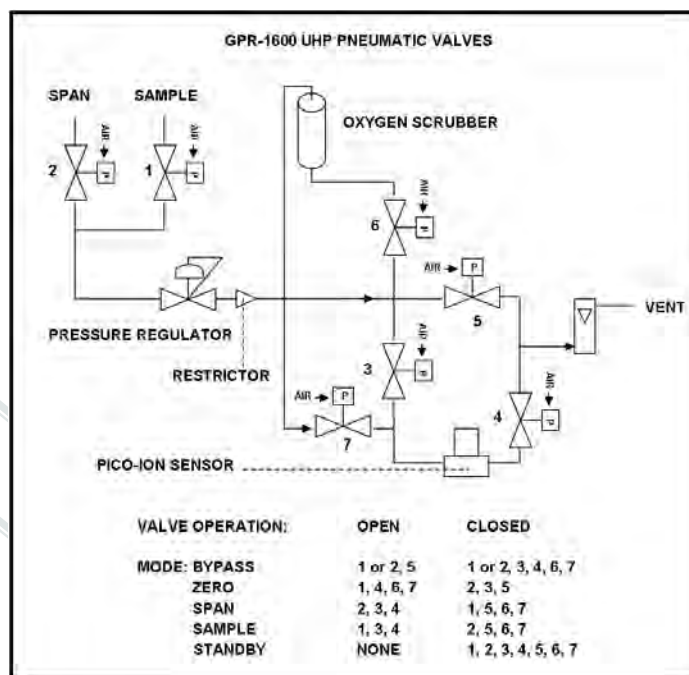 GPR-1600 UHP PNEUMATIC VALVES
SPAN SAMPLE
OXYGEN SCRUBBER
AIR AIR
2 P 1 P
AIR
6 P
AIR P
5
VENT
PRESSURE REGULATOR
RESTRICTOR
AIR
3 P
AIR
4 P
AIR P
7
PICO-ION SENSOR
VALVE OPERATION: OPEN CLOSED
MODE: BYPASS 1 or 2, 5 1 or 2, 3, 4, 6, 7
ZERO 1, 4, 6, 7 2, 3, 5
SPAN 2, 3, 4 1, 5, 6, 7
SAMPLE 1, 3, 4 2, 5, 6, 7
STANDBY NONE 1, 2, 3, 4, 5, 6, 7